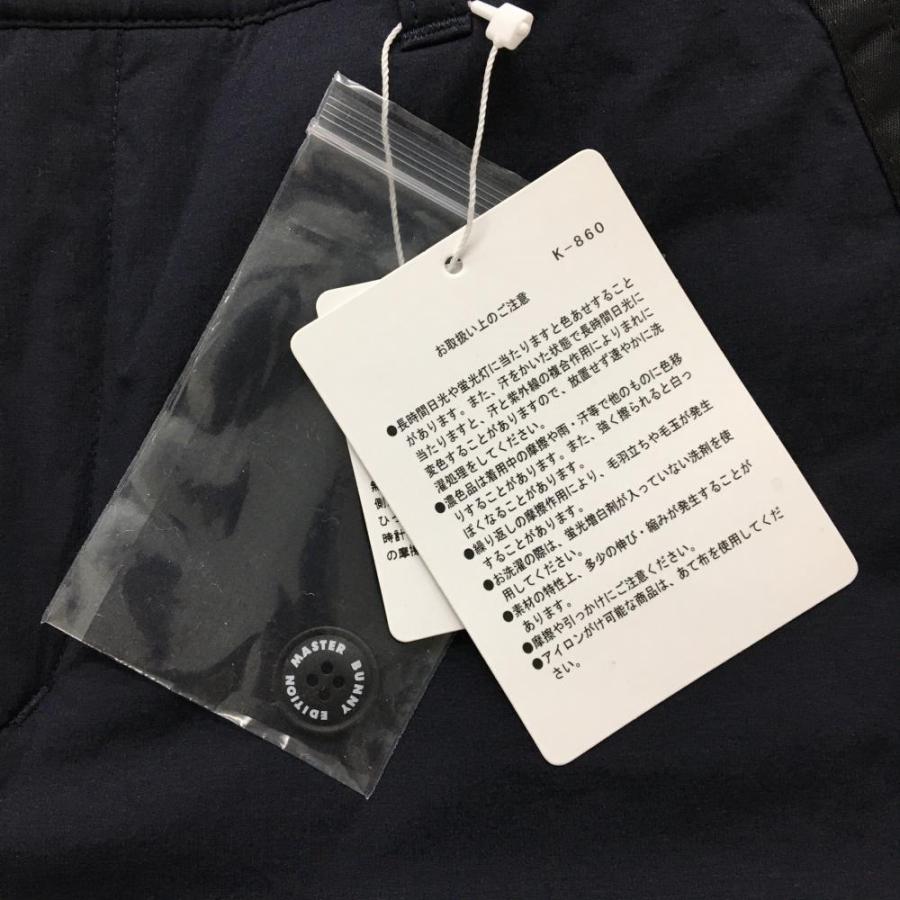 K-860
お取扱い上のご注意
●長時間日光や蛍光灯に当たりますと色あせすること
があります。また、汗をかいた状態で長時間日光に
当たりますと、汗と紫外線の複合作用によりまれに
変色することがありますので、放置せず速やかに洗
濯処理をしてください。
●濃色品は着用中の摩擦や雨・汗等で他のものに色移
りすることがあります。また、強く擦られると白っ
ぽくなることがあります。
●繰り返しの摩擦作用により、毛羽立ちや毛玉が発生
することがあります。
●お洗濯の際は、蛍光増白剤が入っていない洗剤を使
用してください。
●素材の特性上、多少の伸び・縮みが発生することが
あります。
●摩擦や引っかけにご注意ください。
●アイロンがけ可能な商品は、あて布を使用してくだ
さい。
ひ
時計
の摩擦
MASTER BUNNY EDITION